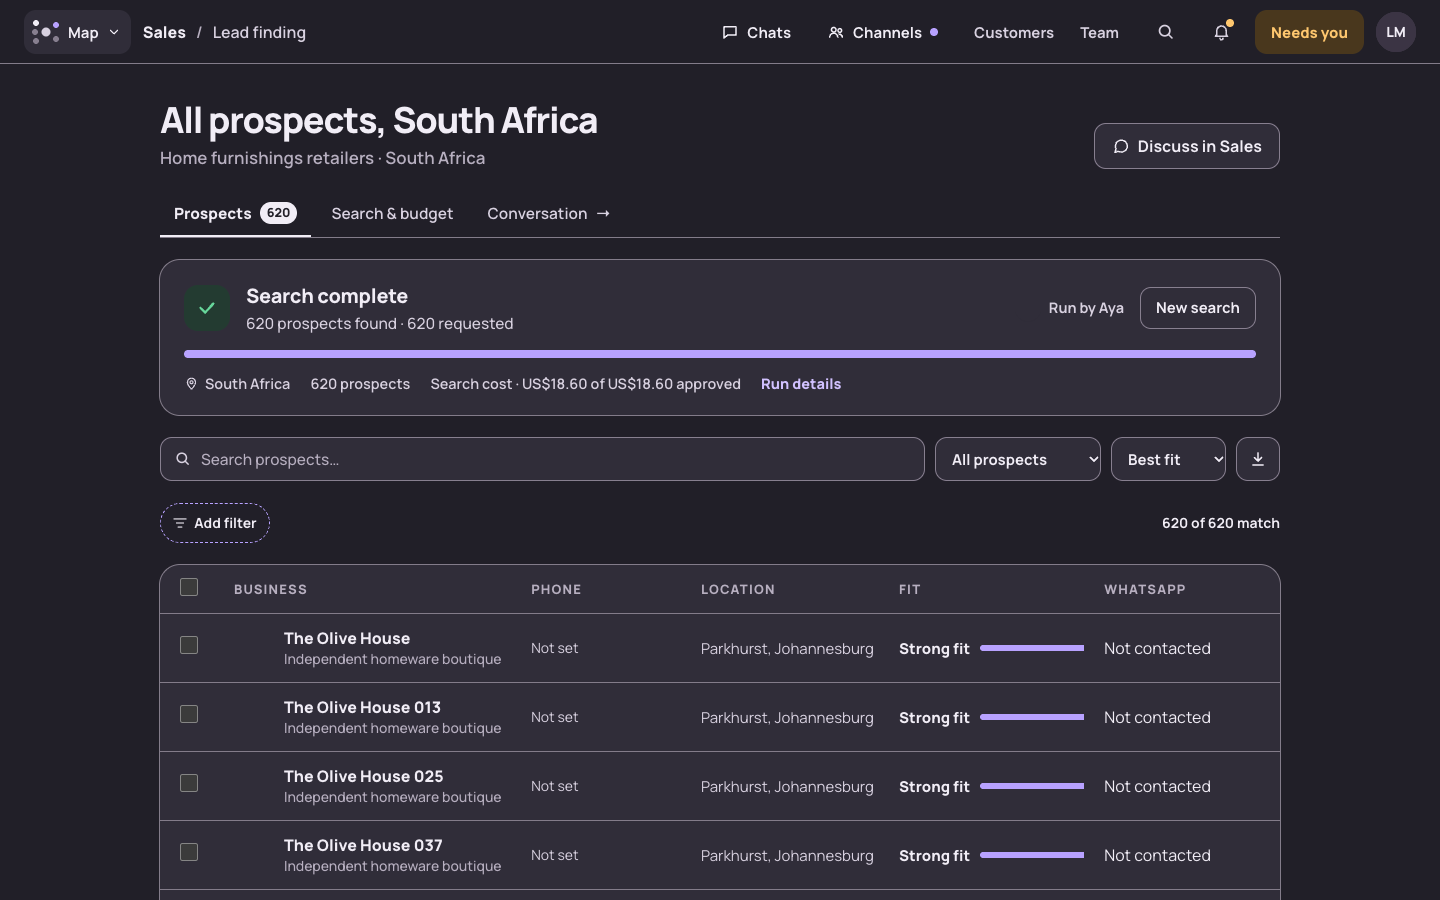 Map
Sales / Lead finding
Chats
Channels
Customers
Team
Needs you
LM
All prospects, South Africa
Home furnishings retailers · South Africa
Discuss in Sales
Prospects 620
Search & budget
Conversation →
Search complete
620 prospects found · 620 requested
Run by Aya
New search
South Africa
620 prospects
Search cost · US$18.60 of US$18.60 approved
Run details
Search prospects...
All prospects
Best fit
Add filter
620 of 620 match
BUSINESS PHONE LOCATION FIT WHATSAPP
The Olive House
Independent homeware boutique
Not set
Parkhurst, Johannesburg
Strong fit
Not contacted
The Olive House 013
Independent homeware boutique
Not set
Parkhurst, Johannesburg
Strong fit
Not contacted
The Olive House 025
Independent homeware boutique
Not set
Parkhurst, Johannesburg
Strong fit
Not contacted
The Olive House 037
Independent homeware boutique
Not set
Parkhurst, Johannesburg
Strong fit
Not contacted